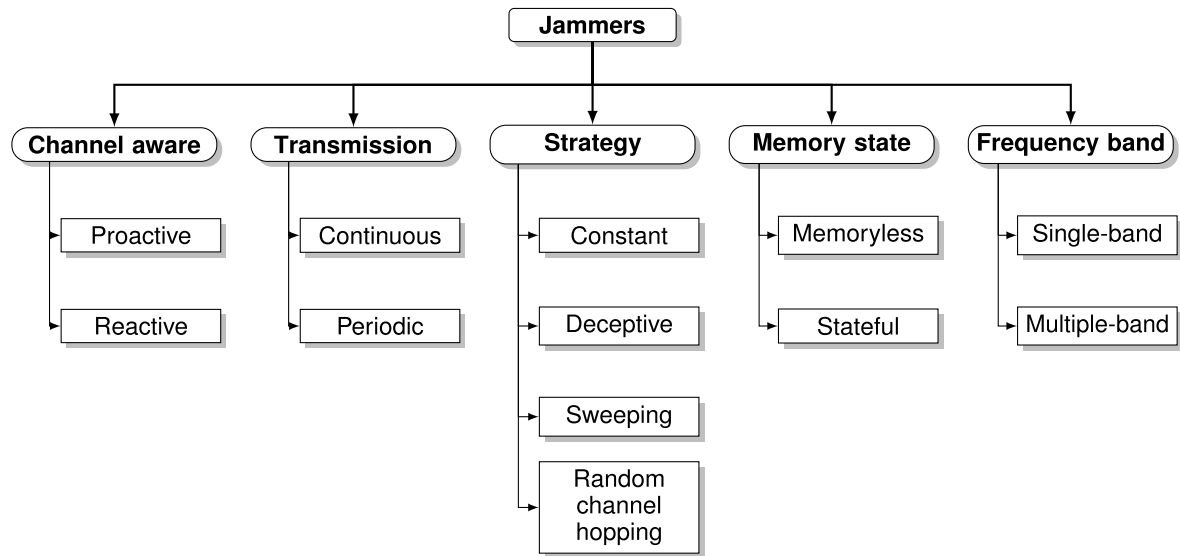 Jammers
Channel aware
Transmission
Strategy
Memory state
Frequency band
Proactive
Continuous
Constant
Memoryless
Single-band
Reactive
Periodic
Deceptive
Stateful
Multiple-band
Sweeping
Random
channel
hopping